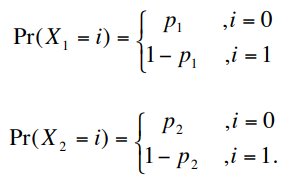 Pr(X₁ = i) = { p₁ , i = 0
1 − p₁ , i = 1
Pr(X₂ = i) = { p₂ , i = 0
1 − p₂ , i = 1.